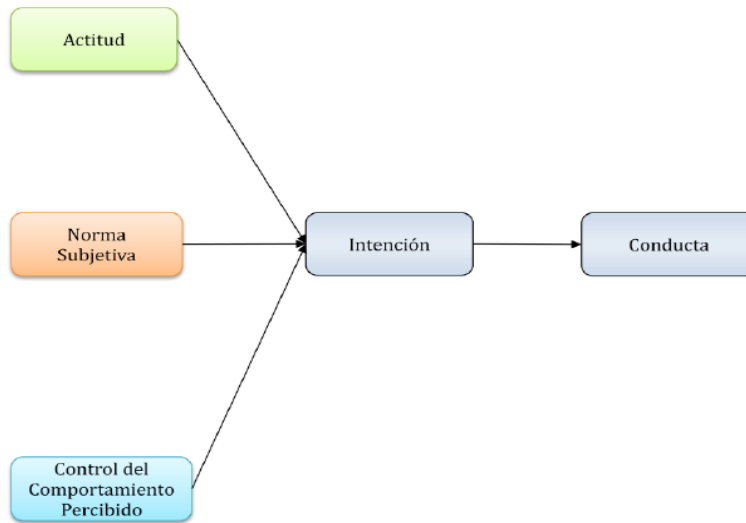 Actitud
Norma
Subjetiva
Intención
Conducta
Control del
Comportamiento
Percibido